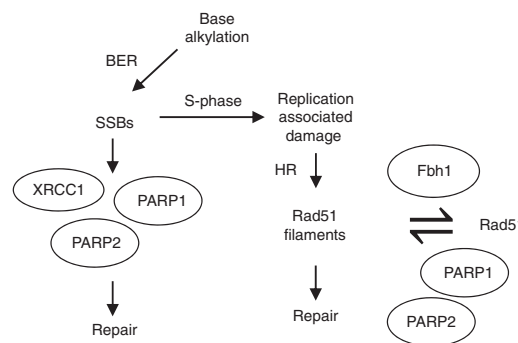 Base
alkylation
BER
SSBs
S-phase
Replication
associated
damage
XRCC1
PARP1
PARP2
Repair
HR
Rad51
filaments
Repair
Fbh1
Rad5
PARP1
PARP2